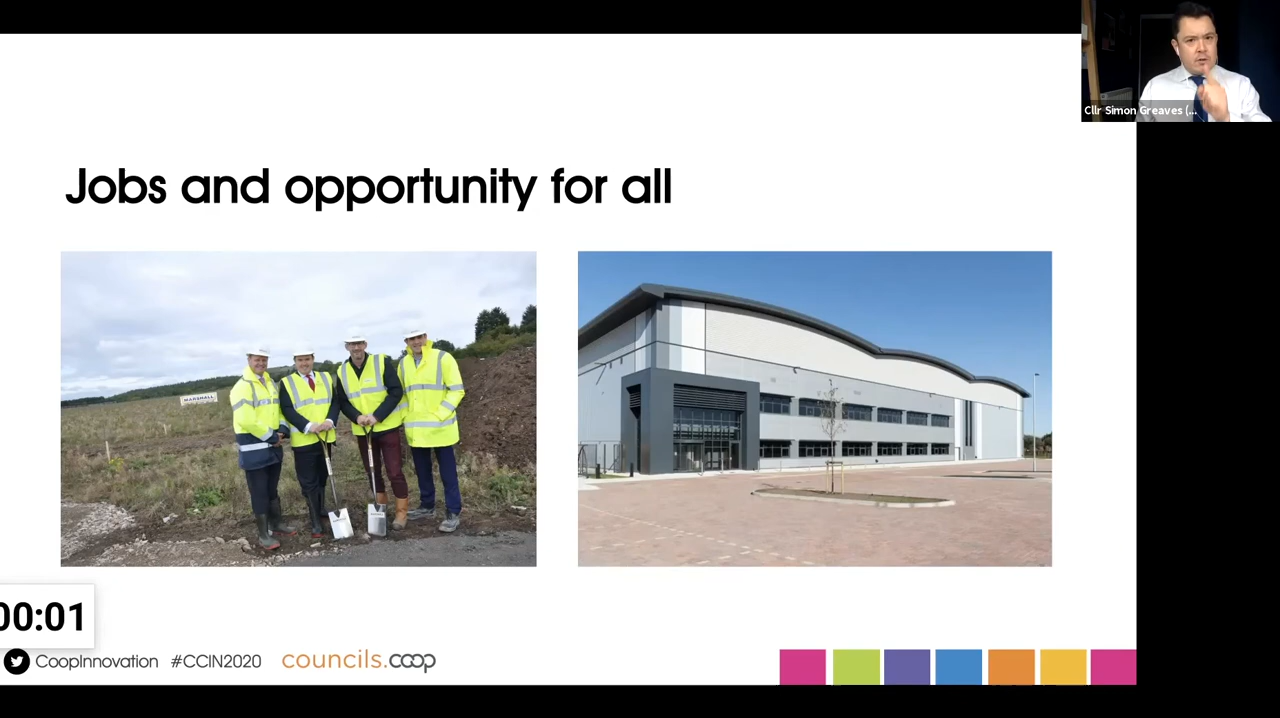 Cllr Simon Greaves (...
Jobs and opportunity for all
MARSHALL
00:01
CoopInnovation #CCIN2020 councils.coop